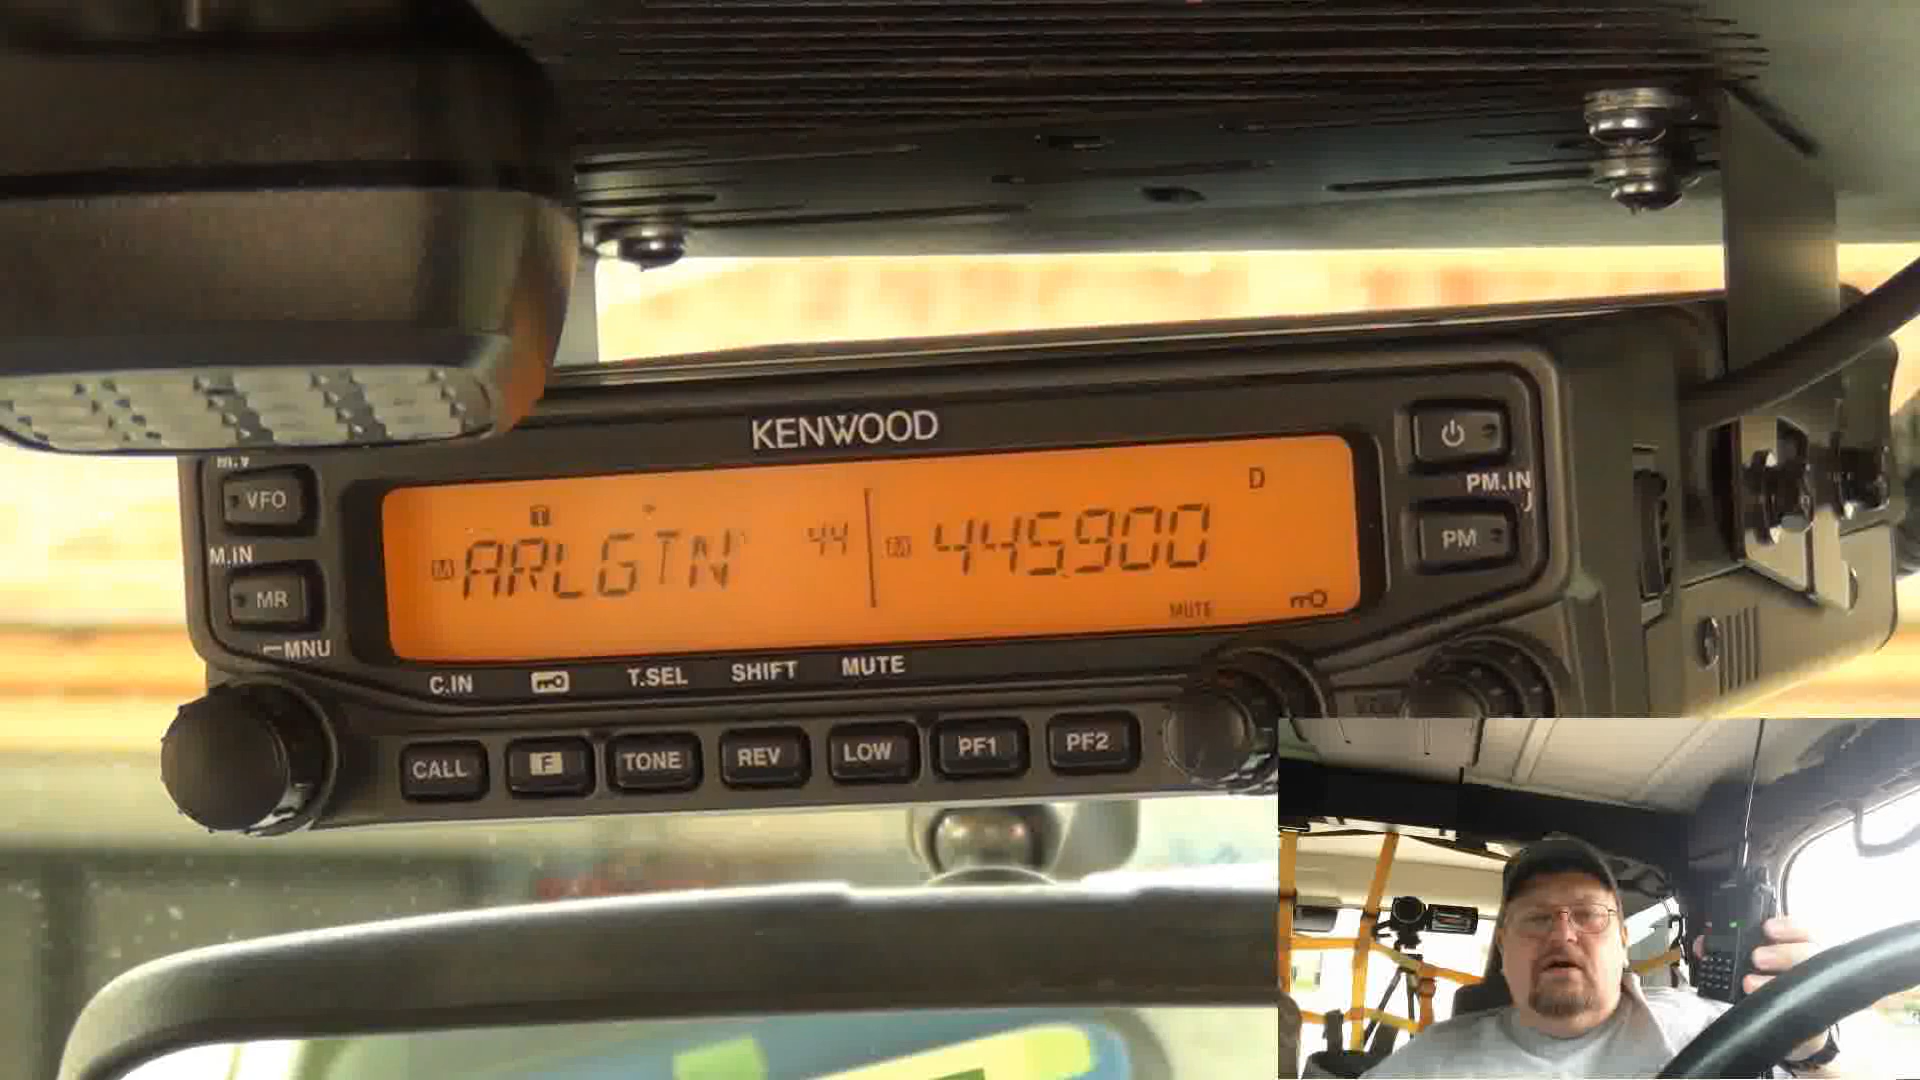 KENWOOD
M.V
VFO
M.IN
MR
MNU
ARLGTN 44
445.900
D
MUTE
PM.IN
PM
C.IN T.SEL SHIFT MUTE
CALL F TONE REV LOW PF1 PF2